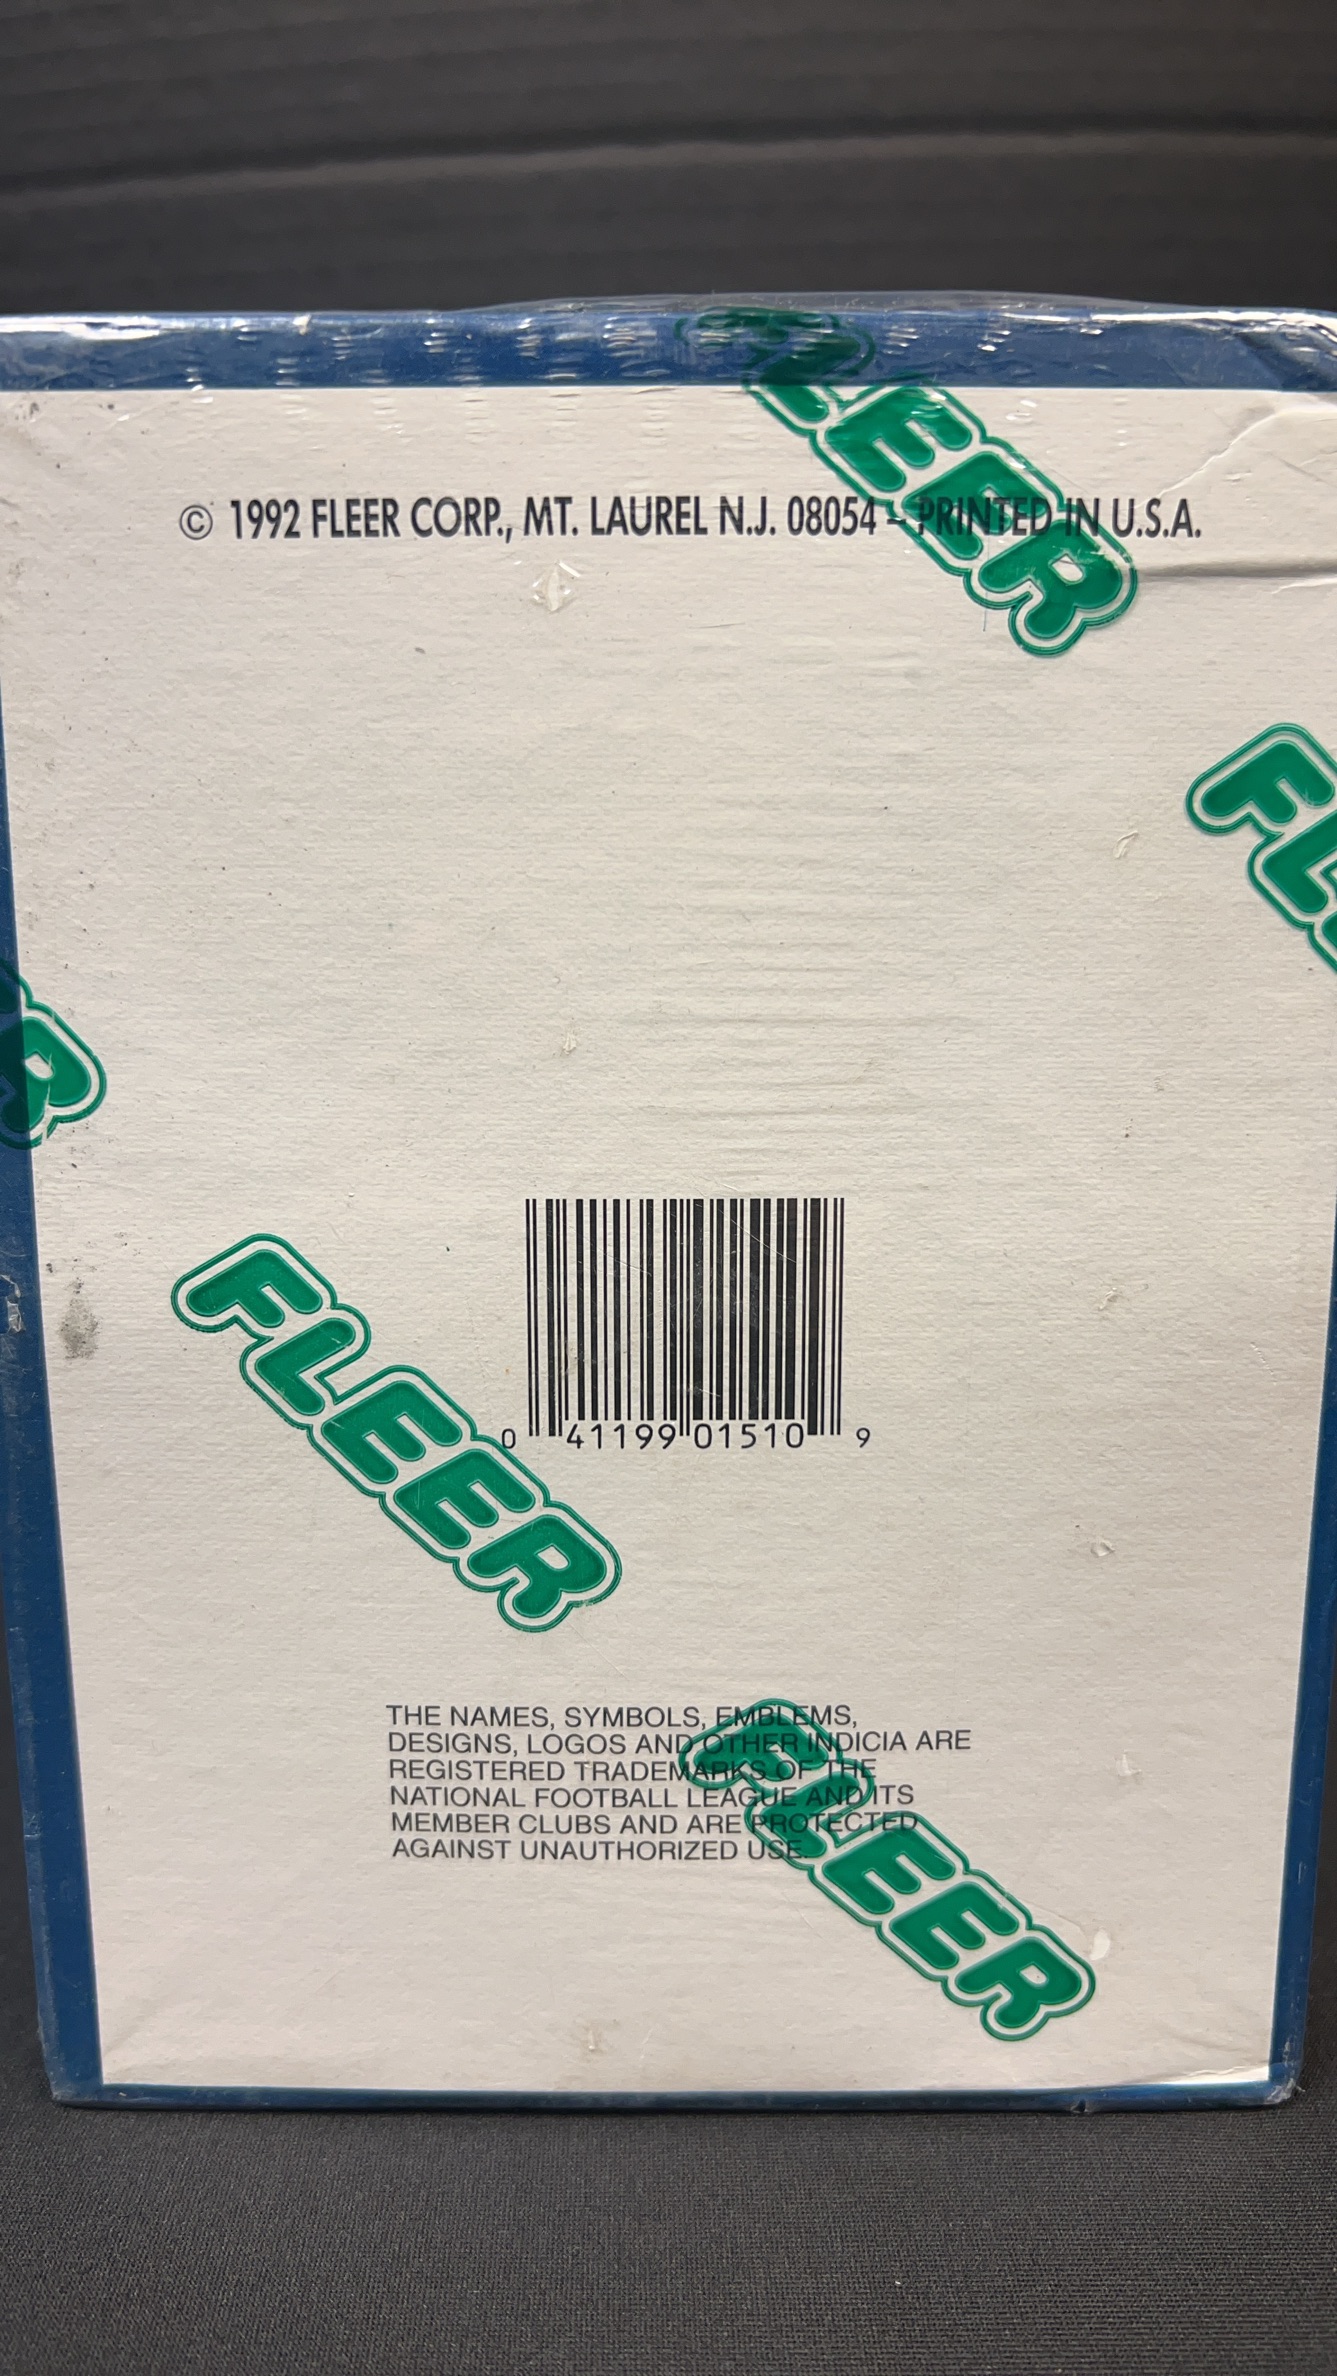 FLEER
© 1992 FLEER CORP., MT. LAUREL N.J. 08054 – PRINTED IN U.S.A.
FL
R
FLEER
0 41199 01510 9
THE NAMES, SYMBOLS, EMBLEMS,
DESIGNS, LOGOS AND OTHER INDICIA ARE
REGISTERED TRADEMARKS OF THE
NATIONAL FOOTBALL LEAGUE AND ITS
MEMBER CLUBS AND ARE PROTECTED
AGAINST UNAUTHORIZED USE.
FLEER